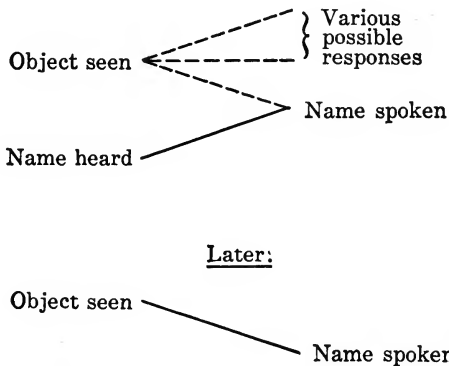 Various
possible
Object seen responses
Name spoken
Name heard
Later:
Object seen
Name spoken